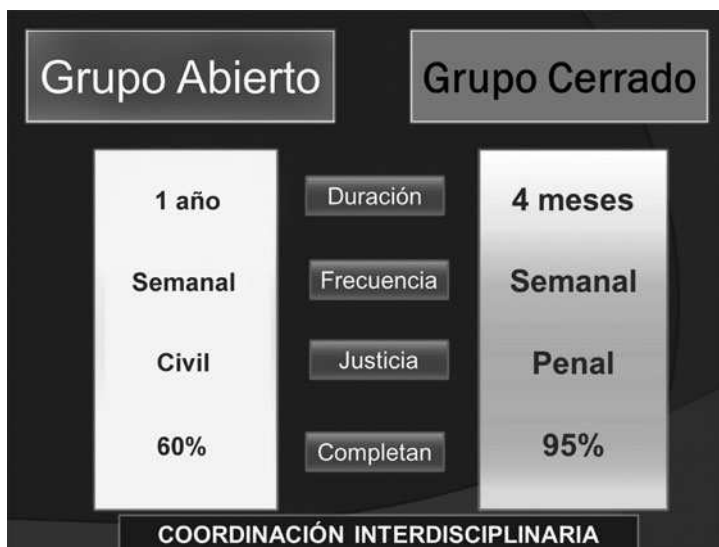 Grupo Abierto
Grupo Cerrado
1 año
Duración
4 meses
Semanal
Frecuencia
Semanal
Civil
Justicia
Penal
60%
Completan
95%
COORDINACIÓN INTERDISCIPLINARIA